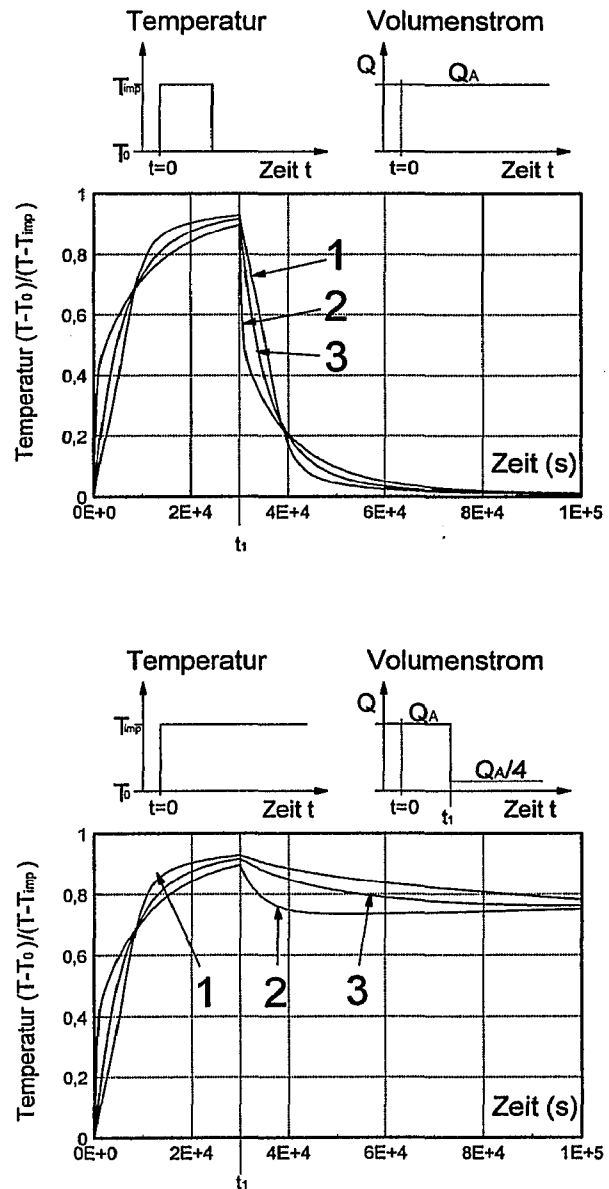 Temperatur
Volumenstrom
Timp
T0
t=0
Zeit t
Q
QA
t=0
Zeit t
Temperatur (T-T0)/(T-Timp)
1
0,8
0,6
0,4
0,2
0
1
2
3
Zeit (s)
0E+0
2E+4
4E+4
6E+4
8E+4
1E+5
t1
Temperatur
Volumenstrom
Timp
T0
t=0
Zeit t
Q
QA
QA/4
t=0
t1
Zeit t
Temperatur (T-T0)/(T-Timp)
1
0,8
0,6
0,4
0,2
0
1
2
3
Zeit (s)
0E+0
2E+4
4E+4
6E+4
8E+4
1E+5
t1